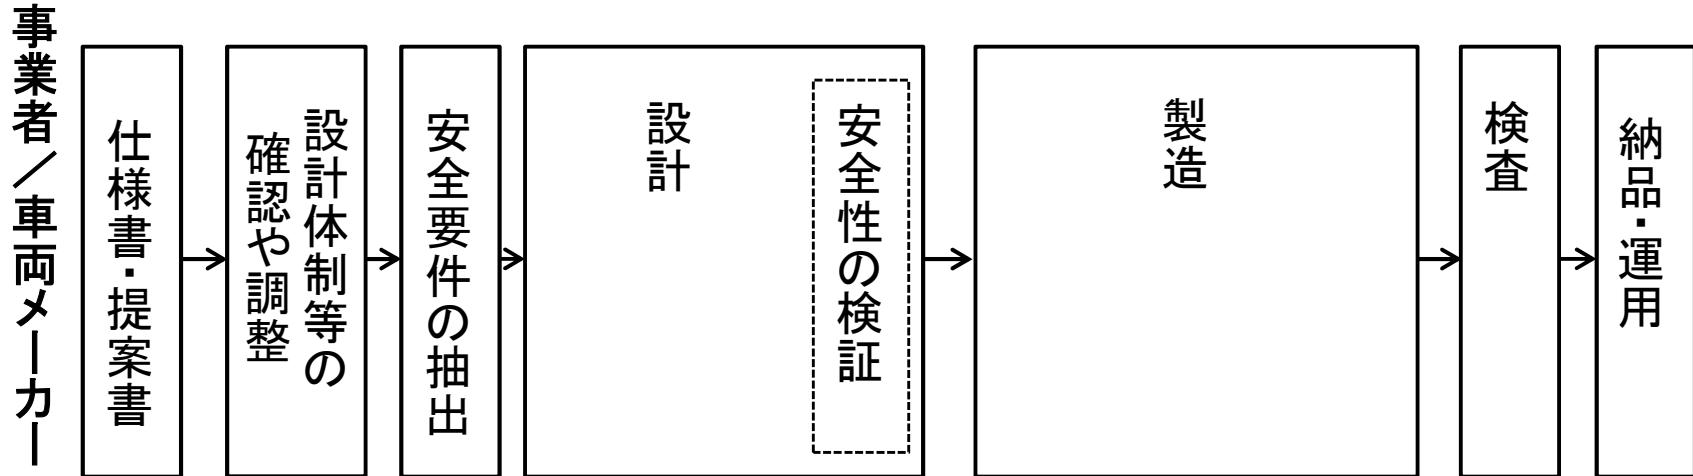 事業者／車両メーカー
仕様書・提案書
設計体制等の
確認や調整
安全要件の抽出
設計
安全性の検証
製造
検査
納品・運用